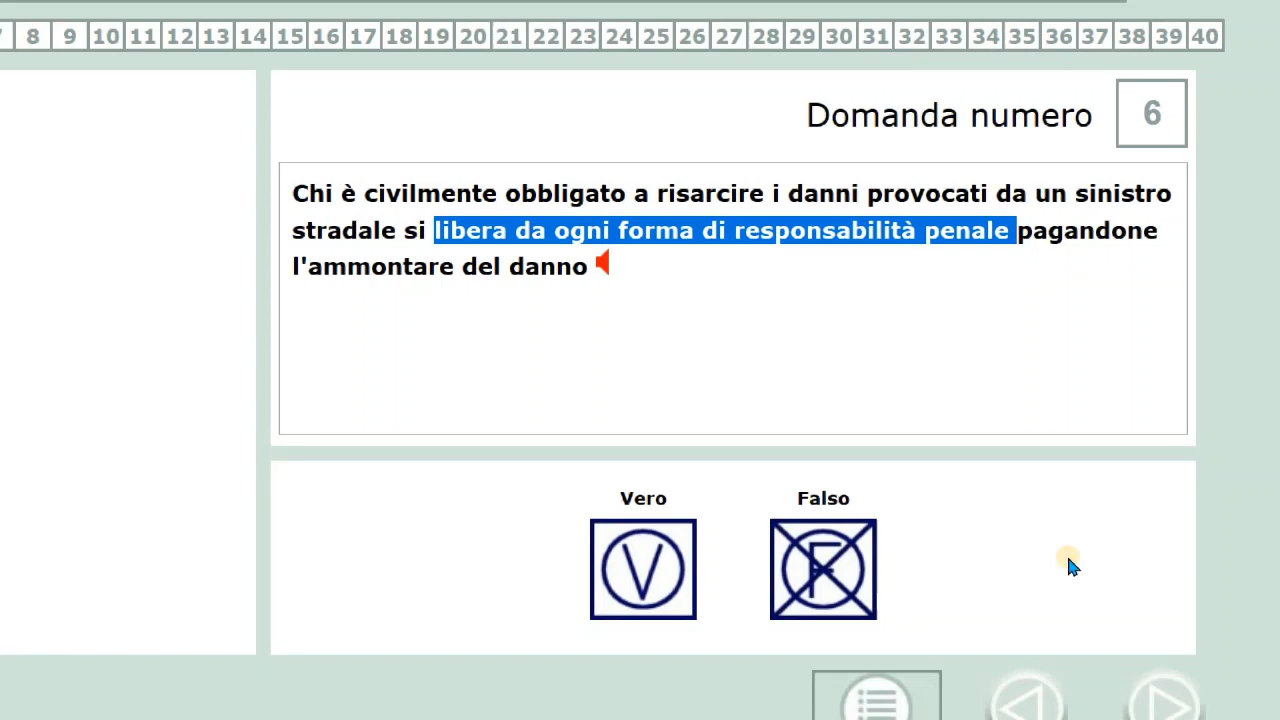 8 9 10 11 12 13 14 15 16 17 18 19 20 21 22 23 24 25 26 27 28 29 30 31 32 33 34 35 36 37 38 39 40
Domanda numero 6
Chi è civilmente obbligato a risarcire i danni provocati da un sinistro
stradale si libera da ogni forma di responsabilità penale pagandone
l'ammontare del danno
Vero Falso
V F